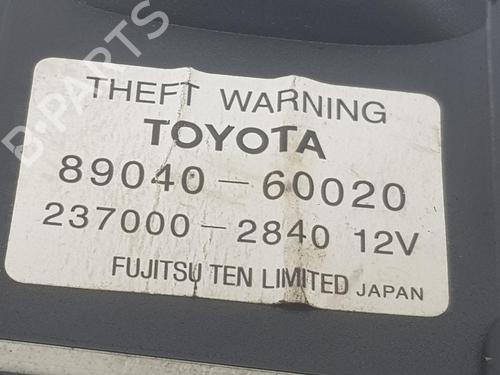 B-PARTS
THEFT WARNING
TOYOTA
89040-60020
237000-2840 12V
FUJITSU TEN LIMITED JAPAN